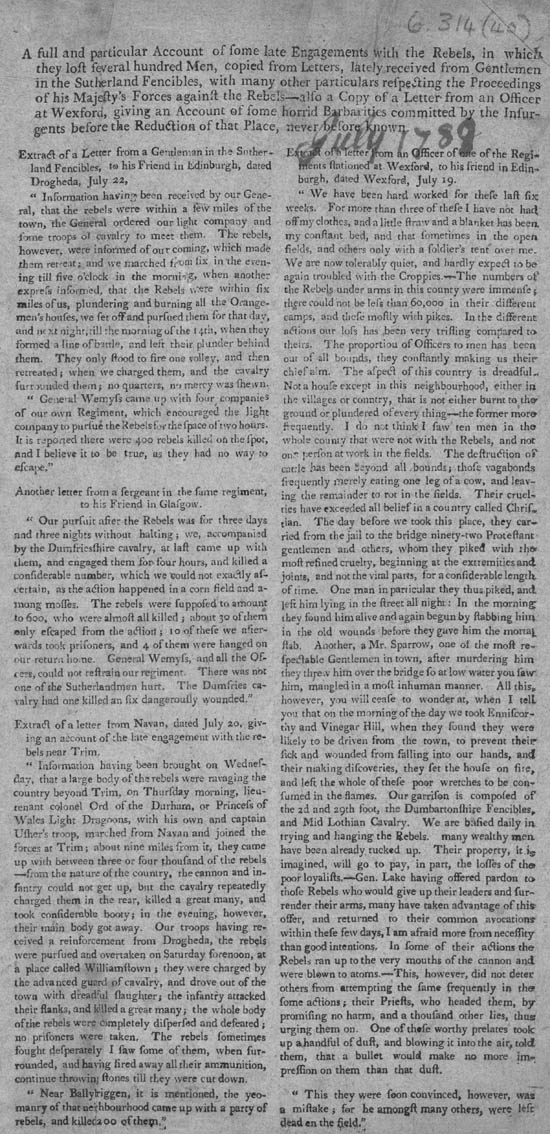 6.314(40)
A full and particular Account of ſome late Engagements with the Rebels, in which
they loſt ſeveral hundred Men, copied from Letters, lately received from Gentlemen
in the Sutherland Fencibles, with many other particulars reſpecting the Proceedings
of his Majeſty's Forces againſt the Rebels—alſo a Copy of a Letter from an Officer
at Wexford, giving an Account of ſome horrid Barbarities committed by the Inſur-
gents before the Reduction of that Place, never before known.
July 1789
Extract of a Letter from a Gentleman in the Suther-
land Fencibles, to his Friend in Edinburgh, dated
Drogheda, July 22,
" Information having been received by our Gene-
ral, that the rebels were within a few miles of the
town, the General ordered our light company and
ſome troops of cavalry to meet them. The rebels,
however, were informed of our coming, which made
them retreat; and we marched from ſix in the even-
ing till five o'clock in the morning, when another
expreſs informed, that the Rebels were within ſix
miles of us, plundering and burning all the Orange-
men's houſes, we ſet off and purſued them for that day,
and next night, till the morning of the 14th, when they
formed a line of battle, and left their plunder behind
them. They only ſtood to fire one volley, and then
retreated; when we charged them, and the cavalry
ſurrounded them; no quarters, no mercy was ſhewn.
" General Wemyſs came up with four companies
of our own Regiment, which encouraged the light
company to purſue the Rebels for the ſpace of two hours.
It is reported there were 400 rebels killed on the ſpot,
and I believe it to be true, as they had no way to
eſcape."
Another letter from a ſergeant in the ſame regiment,
to his Friend in Glaſgow.
" Our purſuit after the Rebels was for three days
and three nights without halting; we, accompanied
by the Dumfriesſhire cavalry, at laſt came up with
them, and engaged them for four hours, and killed a
conſiderable number, which we could not exactly aſ-
certain, as the action happened in a corn field and a-
mong moſſes. The rebels were ſuppoſed to amount
to 600, who were almoſt all killed; about 30 of them
only eſcaped from the action; 10 of theſe we after-
wards took priſoners, and 4 of them were hanged on
our return home. General Wemyſs, and all the Of-
ficers, could not reſtrain our regiment. There was not
one of the Sutherlandmen hurt. The Dumfries ca-
valry had one killed an ſix dangerouſly wounded."
Extract of a letter from Navan, dated July 20, giv-
ing an account of the late engagement with the re-
bels near Trim.
" Information having been brought on Wedneſ-
day, that a large body of the rebels were ravaging the
country beyond Trim, on Thurſday morning, lieu-
tenant colonel Ord of the Durham, or Princeſs of
Wales Light Dragoons, with his own and captain
Uſher's troop, marched from Navan and joined the
forces at Trim; about nine miles from it, they came
up with between three or four thouſand of the rebels
—from the nature of the country, the cannon and in-
fantry could not get up, but the cavalry repeatedly
charged them in the rear, killed a great many, and
took conſiderable booty; in the evening, however,
their main body got away. Our troops having re-
ceived a reinforcement from Drogheda, the rebels
were purſued and overtaken on Saturday forenoon, at
a place called Williamſtown; they were charged by
the advanced guard of cavalry, and drove out of the
town with dreadful ſlaughter; the infantry attacked
their flanks, and killed a great many; the whole body
of the rebels were completely diſperſed and defeated;
no priſoners were taken. The rebels ſometimes
fought deſperately I ſaw ſome of them, when ſur-
rounded, and having fired away all their ammunition,
continue throwing ſtones till they were cut down.
" Near Ballyriggen, it is mentioned, the yeo-
manry of that neighbourhood came up with a party of
rebels, and killed 200 of them."
Extract of a letter from an Officer of one of the Regi-
ments ſtationed at Wexford, to his friend in Edin-
burgh, dated Wexford, July 19.
" We have been hard worked for theſe laſt ſix
weeks. For more than three of theſe I have not had
off my clothes, and a little ſtraw and a blanket has been
my conſtant bed, and that ſometimes in the open
fields, and others only with a ſoldier's tent over me.
We are now tolerably quiet, and hardly expect to be
again troubled with the Croppies.—The numbers of
the Rebels under arms in this county were immenſe;
there could not be leſs than 60,000 in their different
camps, and theſe moſtly with pikes. In the different
actions our loſs has been very trifling compared to
theirs. The proportion of Officers to men has been
out of all bounds, they conſtantly making us their
chief aim. The aſpect of this country is dreadful.
Not a houſe except in this neighbourhood, either in
the villages or country, that is not either burnt to the
ground or plundered of every thing—the former more
frequently. I do not think I ſaw ten men in the
whole county that were not with the Rebels, and not
one perſon at work in the fields. The deſtruction of
cattle has been beyond all bounds; thoſe vagabonds
frequently merely eating one leg of a cow, and leav-
ing the remainder to rot in the fields. Their cruel-
ties have exceeded all belief in a country called Chriſ-
tian. The day before we took this place, they car-
ried from the jail to the bridge ninety-two Proteſtant
gentlemen and others, whom they piked with the
moſt refined cruelty, beginning at the extremities and
joints, and not the vital parts, for a conſiderable length
of time. One man in particular they thus piked, and
left him lying in the ſtreet all night: In the morning
they found him alive and again begun by ſtabbing him
in the old wounds before they gave him the mortal
ſtab. Another, a Mr. Sparrow, one of the moſt re-
ſpectable Gentlemen in town, after murdering him
they threw him over the bridge ſo at low water you ſaw
him, mangled in a moſt inhuman manner. All this,
however, you will ceaſe to wonder at, when I tell
you that on the morning of the day we took Enniſcor-
thy and Vinegar Hill, when they found they were
likely to be driven from the town, to prevent their
ſick and wounded from falling into our hands, and
their making diſcoveries, they ſet the houſe on fire,
and left the whole of theſe poor wretches to be con-
ſumed in the flames. Our garriſon is compoſed of
the 2d and 29th foot, the Dumbartonſhire Fencibles,
and Mid Lothian Cavalry. We are buſied daily in
trying and hanging the Rebels. many wealthy men
have been already tucked up. Their property, it is
imagined, will go to pay, in part, the loſſes of the
poor loyaliſts.—Gen. Lake having offered pardon to
thoſe Rebels who would give up their leaders and ſur-
render their arms, many have taken advantage of this
offer, and returned to their common avocations
within theſe few days, I am afraid more from neceſſity
than good intentions. In ſome of their actions the
Rebels ran up to the very mouths of the cannon and
were blown to atoms.—This, however, did not deter
others from attempting the ſame frequently in the
ſome actions; their Prieſts, who headed them, by
promiſing no harm, and a thouſand other lies, thus
urging them on. One of theſe worthy prelates took
up a handful of duſt, and blowing it into the air, told
them, that a bullet would make no more im-
preſſion on them than that duſt.
" This they were ſoon convinced, however, was
a miſtake; for he amongſt many others, were left
dead on the field."